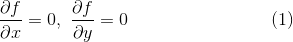 ∂f/∂x = 0, ∂f/∂y = 0 (1)